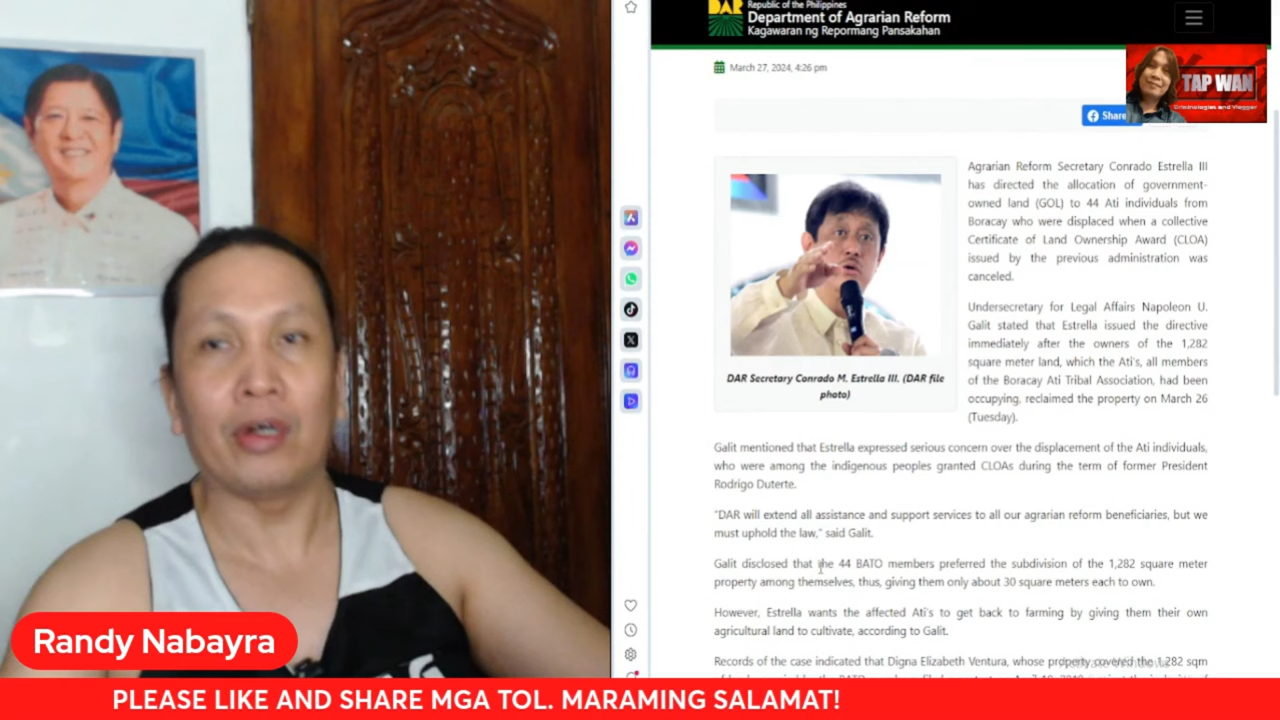 Republic of the Philippines
Department of Agrarian Reform
Kagawaran ng Repormang Pansakahan
DAR
March 27, 2024, 4:26 pm
TAP WAN
Criminologist and Vlogger
Share
Agrarian Reform Secretary Conrado Estrella III
has directed the allocation of government-
owned land (GOL) to 44 Ati individuals from
Boracay who were displaced when a collective
Certificate of Land Ownership Award (CLOA)
issued by the previous administration was
canceled.
Undersecretary for Legal Affairs Napoleon U.
Galit stated that Estrella issued the directive
immediately after the owners of the 1,282
square meter land, which the Ati's, all members
of the Boracay Ati Tribal Association, had been
occupying, reclaimed the property on March 26
(Tuesday).
DAR Secretary Conrado M. Estrella III. (DAR file
photo)
Galit mentioned that Estrella expressed serious concern over the displacement of the Ati individuals,
who were among the indigenous peoples granted CLOAs during the term of former President
Rodrigo Duterte.
"DAR will extend all assistance and support services to all our agrarian reform beneficiaries, but we
must uphold the law," said Galit.
Galit disclosed that the 44 BATO members preferred the subdivision of the 1,282 square meter
property among themselves, thus, giving them only about 30 square meters each to own.
However, Estrella wants the affected Ati's to get back to farming by giving them their own
agricultural land to cultivate, according to Galit.
Records of the case indicated that Digna Elizabeth Ventura, whose property covered the 1,282 sqm
Randy Nabayra
PLEASE LIKE AND SHARE MGA TOL. MARAMING SALAMAT!